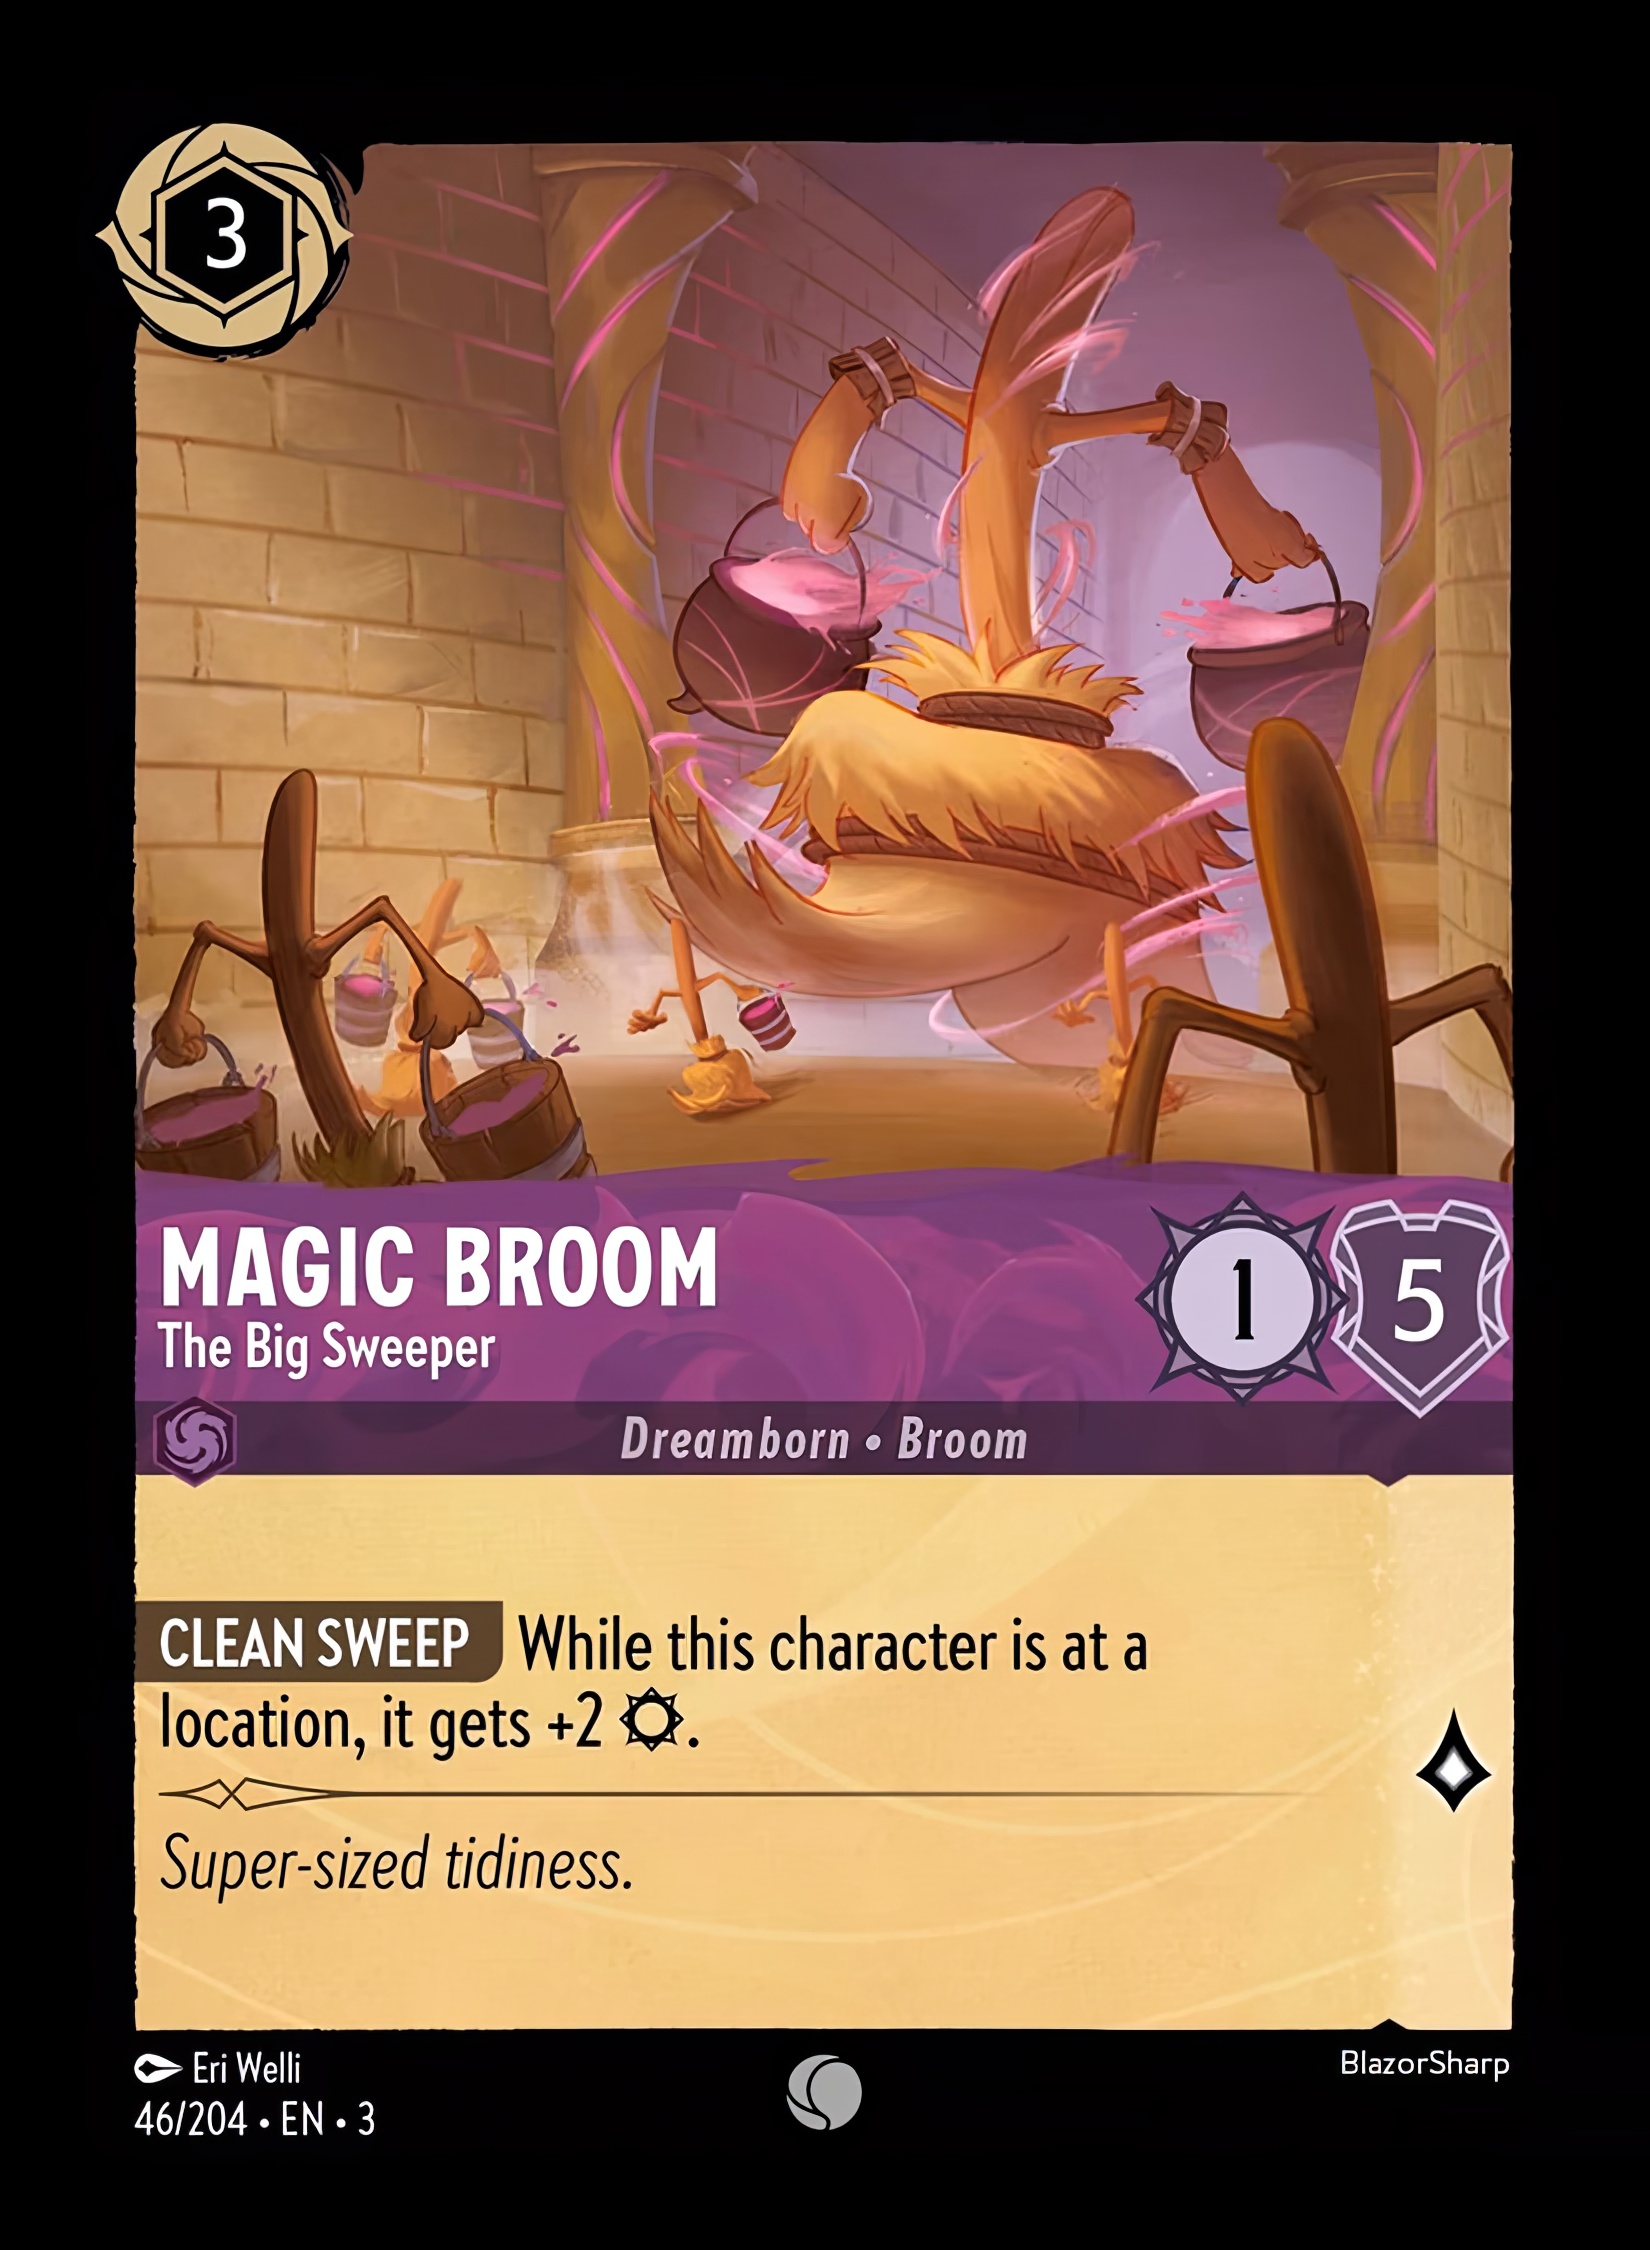 3
MAGIC BROOM
The Big Sweeper
1 5
Dreamborn • Broom
CLEAN SWEEP While this character is at a
location, it gets +2 .
Super-sized tidiness.
Eri Welli
BlazorSharp
46/204 • EN • 3